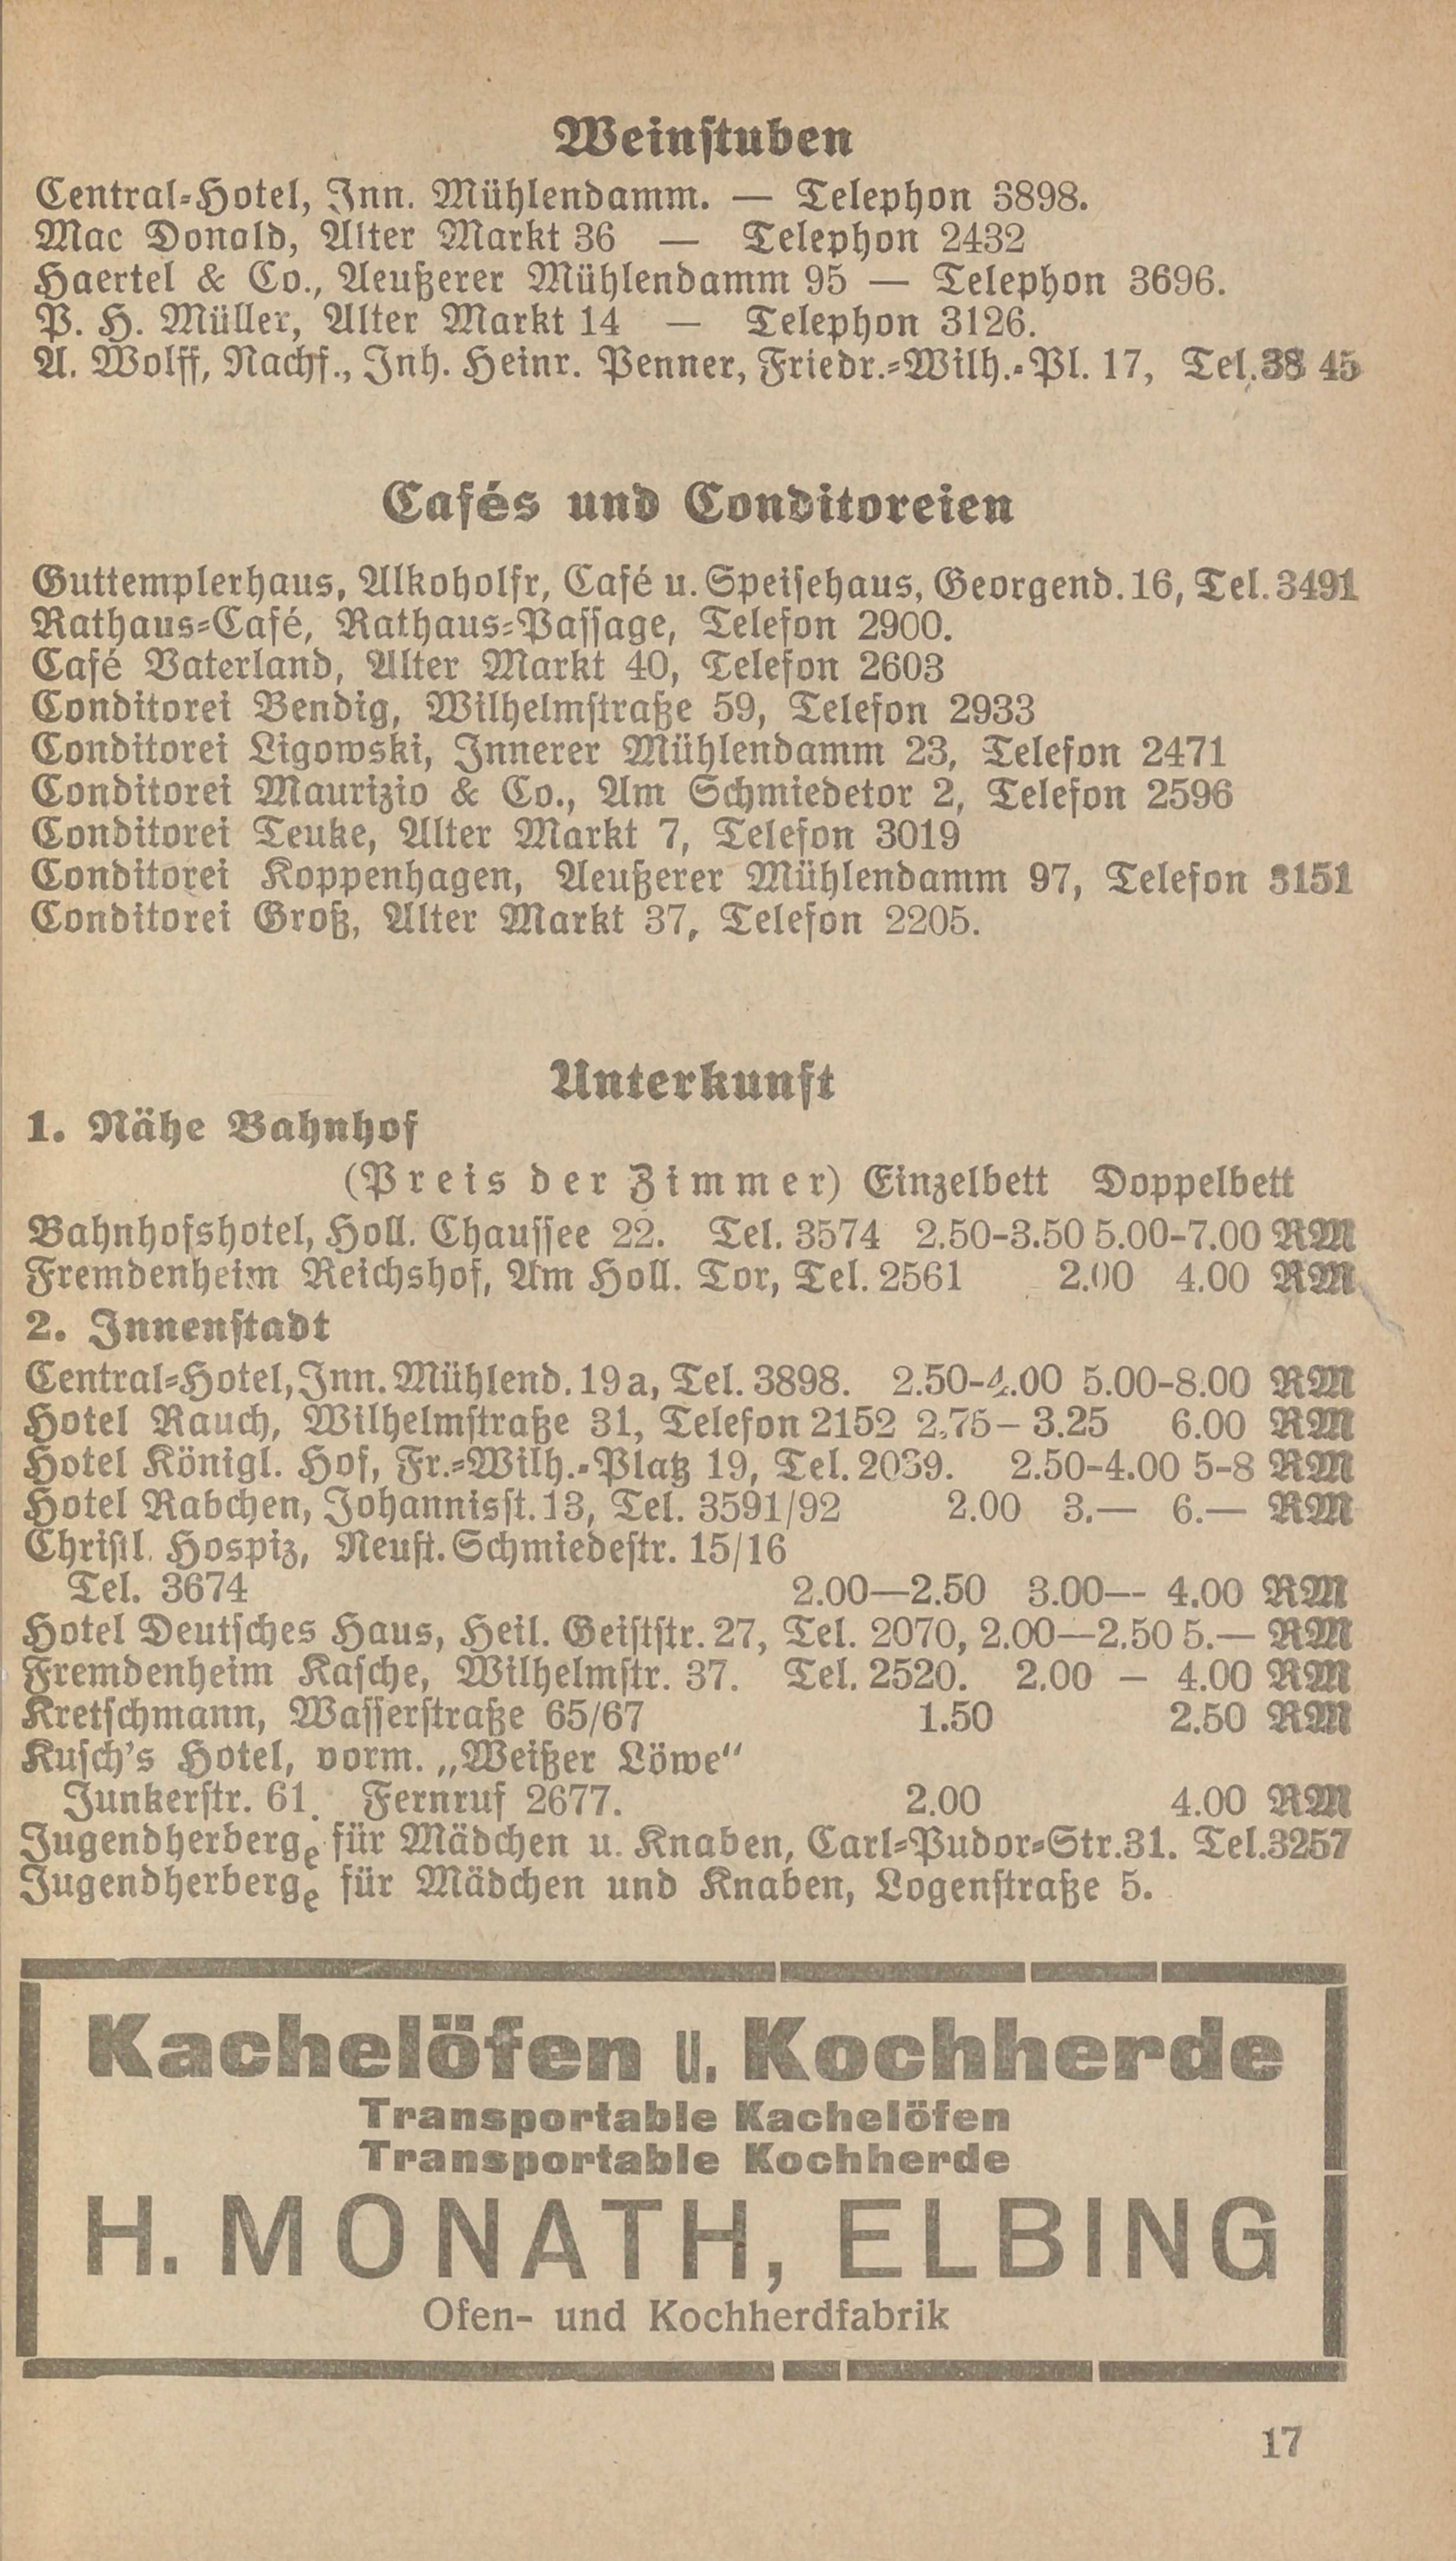 Weinstuben
Central-Hotel, Inn. Mühlendamm. — Telephon 3898.
Mac Donald, Alter Markt 36 — Telephon 2432
Haertel & Co., Aeußerer Mühlendamm 95 — Telephon 3696.
P. H. Müller, Alter Markt 14 — Telephon 3126.
A. Wolff, Nachf., Inh. Heinr. Penner, Friedr.-Wilh.-Pl. 17, Tel. 38 45
Cafés und Conditoreien
Guttemplerhaus, Alkoholfr, Café u. Speisehaus, Georgend. 16, Tel. 3491
Rathaus-Café, Rathaus-Passage, Telefon 2900.
Café Vaterland, Alter Markt 40, Telefon 2603
Conditorei Bendig, Wilhelmstraße 59, Telefon 2933
Conditorei Ligowski, Innerer Mühlendamm 23, Telefon 2471
Conditorei Maurizio & Co., Am Schmiedetor 2, Telefon 2596
Conditorei Teuke, Alter Markt 7, Telefon 3019
Conditorei Koppenhagen, Aeußerer Mühlendamm 97, Telefon 3151
Conditorei Groß, Alter Markt 37, Telefon 2205.
Unterkunft
1. Nähe Bahnhof
(Preis der Zimmer) Einzelbett Doppelbett
Bahnhofshotel, Holl. Chaussee 22. Tel. 3574 2.50-3.50 5.00-7.00 RM
Fremdenheim Reichshof, Am Holl. Tor, Tel. 2561 2.00 4.00 RM
2. Innenstadt
Central-Hotel, Inn. Mühlend. 19a, Tel. 3898. 2.50-4.00 5.00-8.00 RM
Hotel Rauch, Wilhelmstraße 31, Telefon 2152 2,75 – 3.25 6.00 RM
Hotel Königl. Hof, Fr.-Wilh.-Platz 19, Tel. 2039. 2.50-4.00 5-8 RM
Hotel Rabchen, Johannisst. 13, Tel. 3591/92 2.00 3.— 6.— RM
Christl. Hospiz, Neust. Schmiedestr. 15/16
Tel. 3674 2.00—2.50 3.00— 4.00 RM
Hotel Deutsches Haus, Heil. Geiststr. 27, Tel. 2070, 2.00—2.50 5.— RM
Fremdenheim Kasche, Wilhelmstr. 37. Tel. 2520. 2.00 – 4.00 RM
Kretschmann, Wasserstraße 65/67 1.50 2.50 RM
Kusch's Hotel, vorm. „Weißer Löwe“
Junkerstr. 61. Fernruf 2677. 2.00 4.00 RM
Jugendherberge für Mädchen u. Knaben, Carl-Pudor-Str. 31. Tel. 3257
Jugendherberge für Mädchen und Knaben, Logenstraße 5.
Kachelöfen u. Kochherde
Transportable Kachelöfen
Transportable Kochherde
H. MONATH, ELBING
Ofen- und Kochherdfabrik
17